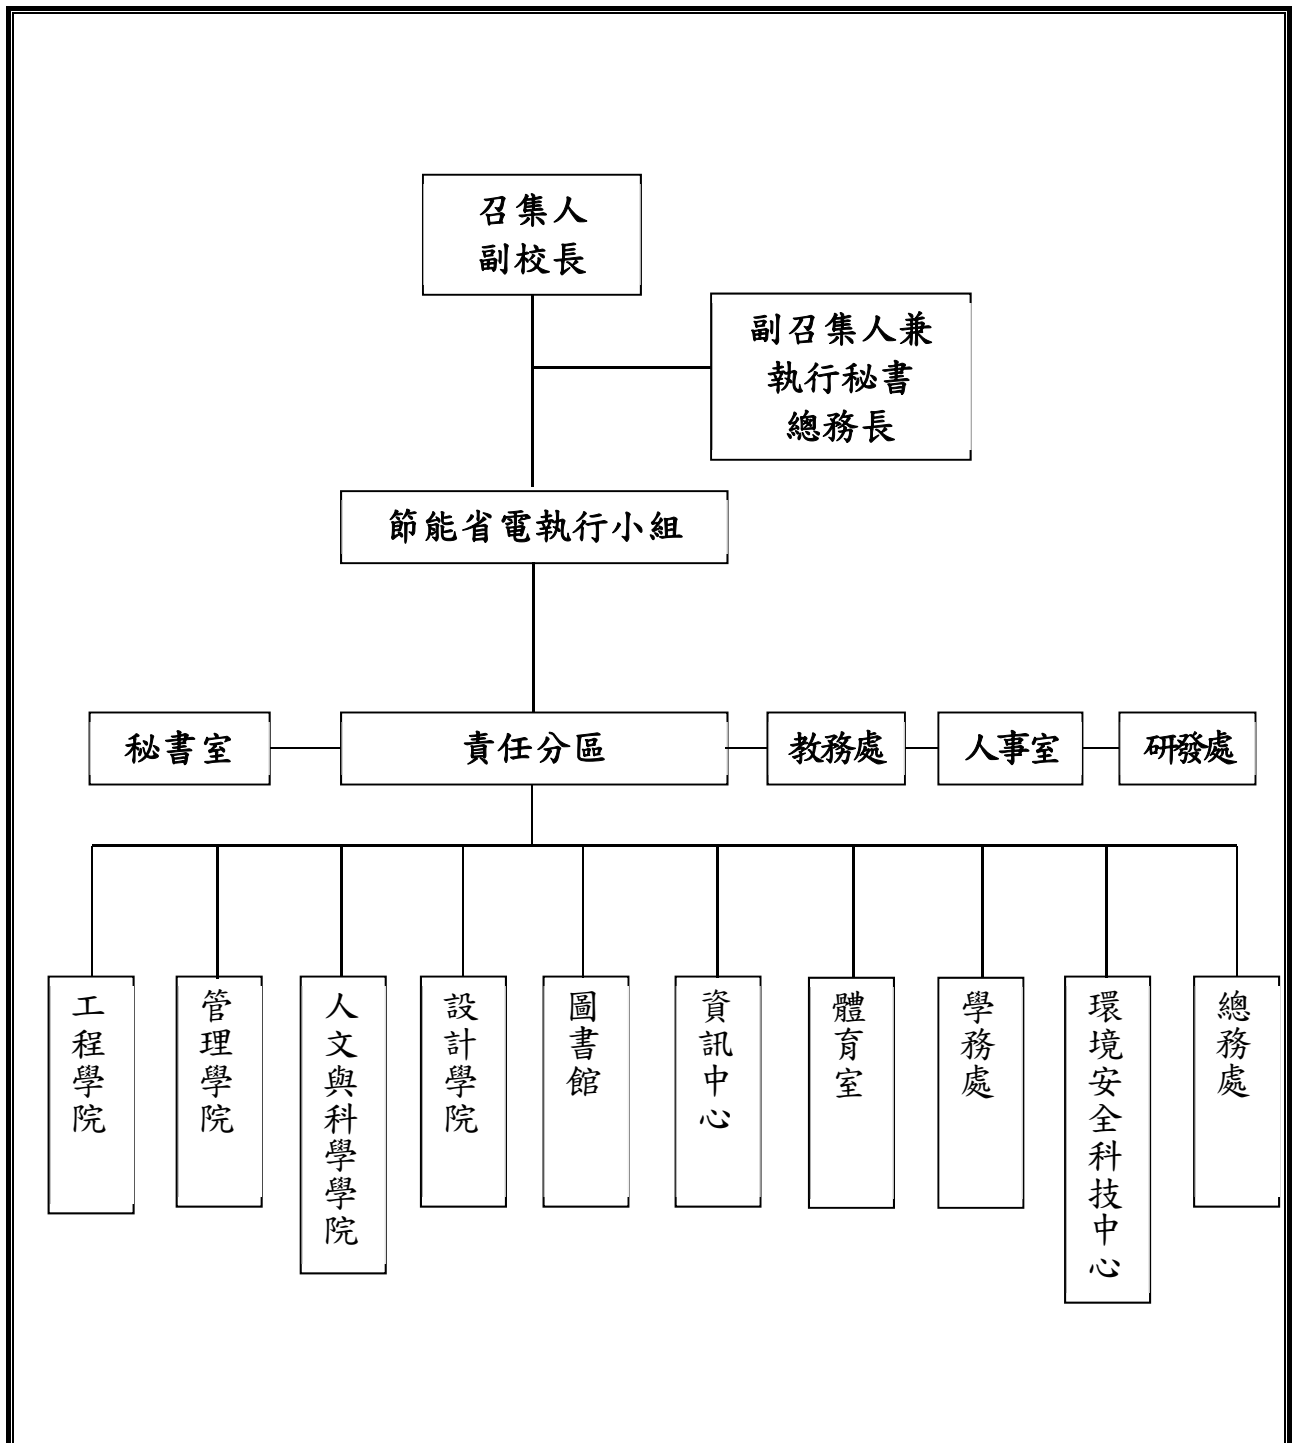 召集人
副校長
副召集人兼
執行秘書
總務長
節能省電執行小組
秘書室
責任分區
教務處
人事室
研發處
工程學院
管理學院
人文與科學學院
設計學院
圖書館
資訊中心
體育室
學務處
環境安全科技中心
總務處